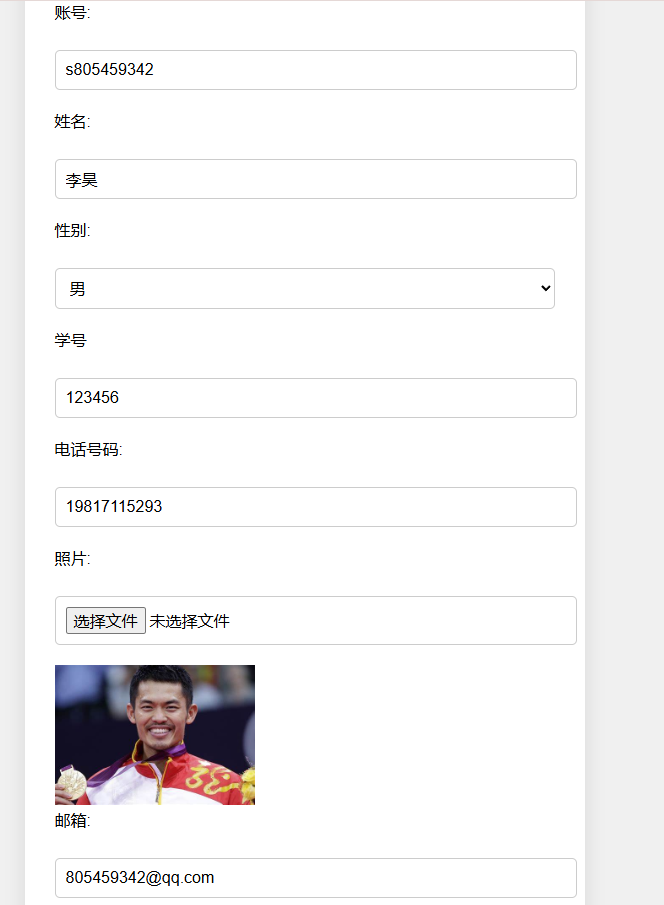 账号:
s805459342
姓名:
李昊
性别:
男
学号
123456
电话号码:
19817115293
照片:
选择文件 未选择文件
邮箱:
805459342@qq.com